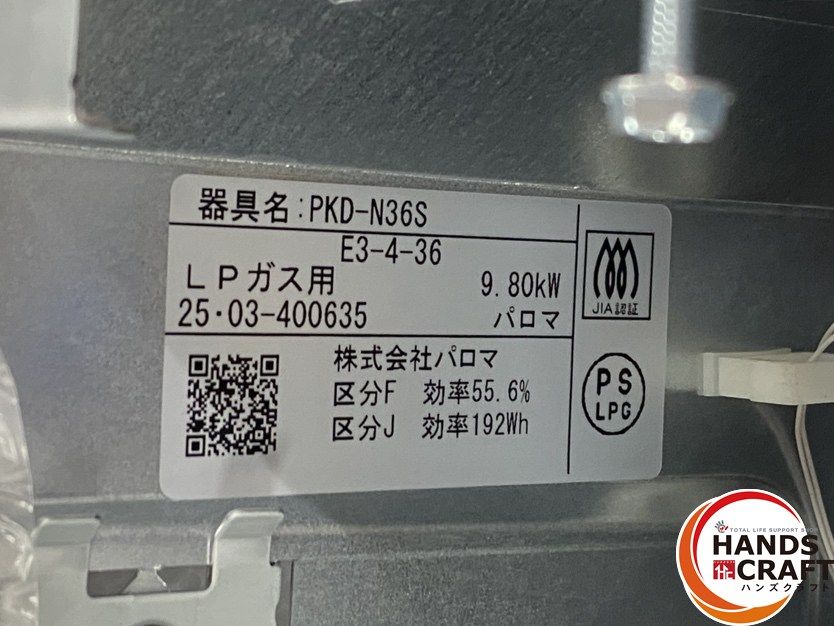 器具名:PKD-N36S
E3-4-36
LPガス用 9.80kW
25・03-400635 パロマ
株式会社パロマ
区分F 効率55.6%
区分J 効率192Wh
JIA認証
PS
LPG
TOTAL LIFE SUPPORT
HANDS
CRAFT
ハンズクラフト